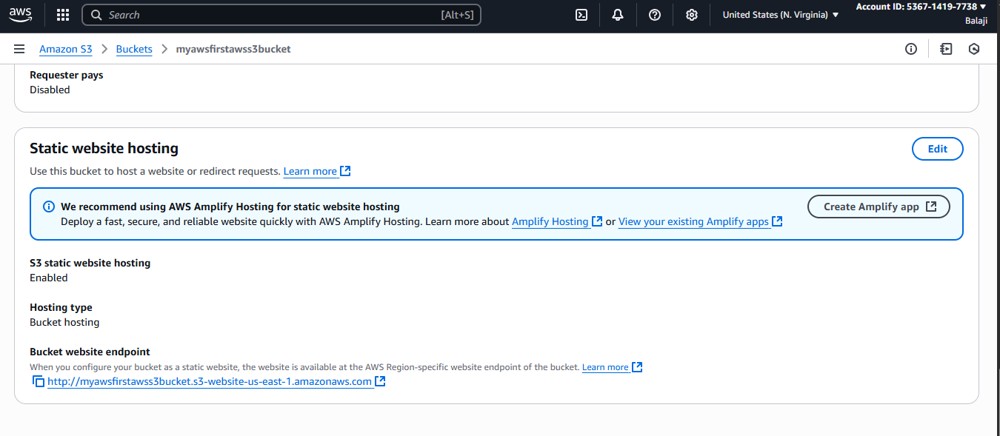 aws
Search [Alt+S]
United States (N. Virginia)
Account ID: 5367-1419-7738
Balaji
Amazon S3 Buckets myawsfirstawss3bucket
Requester pays
Disabled
Static website hosting
Edit
Use this bucket to host a website or redirect requests. Learn more
We recommend using AWS Amplify Hosting for static website hosting
Deploy a fast, secure, and reliable website quickly with AWS Amplify Hosting. Learn more about Amplify Hosting or View your existing Amplify apps
Create Amplify app
S3 static website hosting
Enabled
Hosting type
Bucket hosting
Bucket website endpoint
When you configure your bucket as a static website, the website is available at the AWS Region-specific website endpoint of the bucket. Learn more
http://myawsfirstawss3bucket.s3-website-us-east-1.amazonaws.com